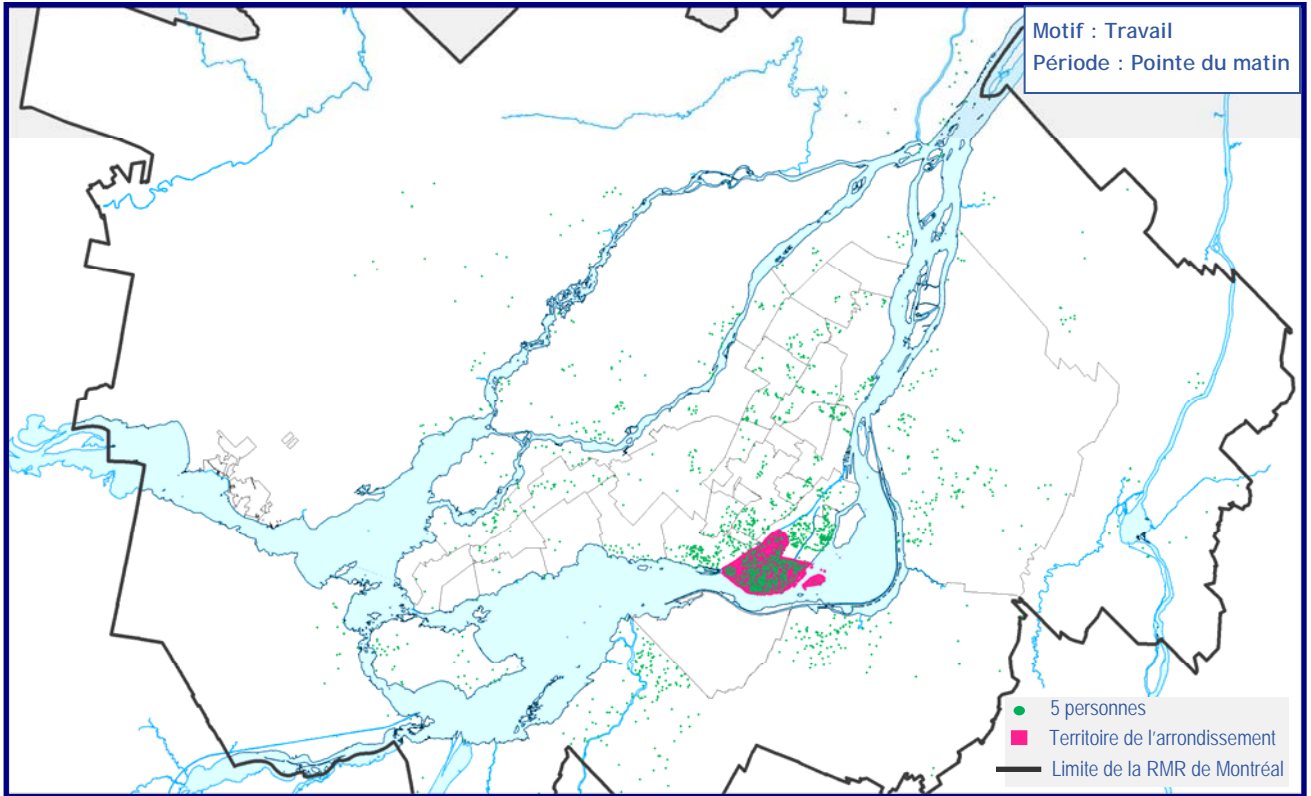 Motif : Travail
Période : Pointe du matin
5 personnes
Territoire de l'arrondissement
Limite de la RMR de Montréal